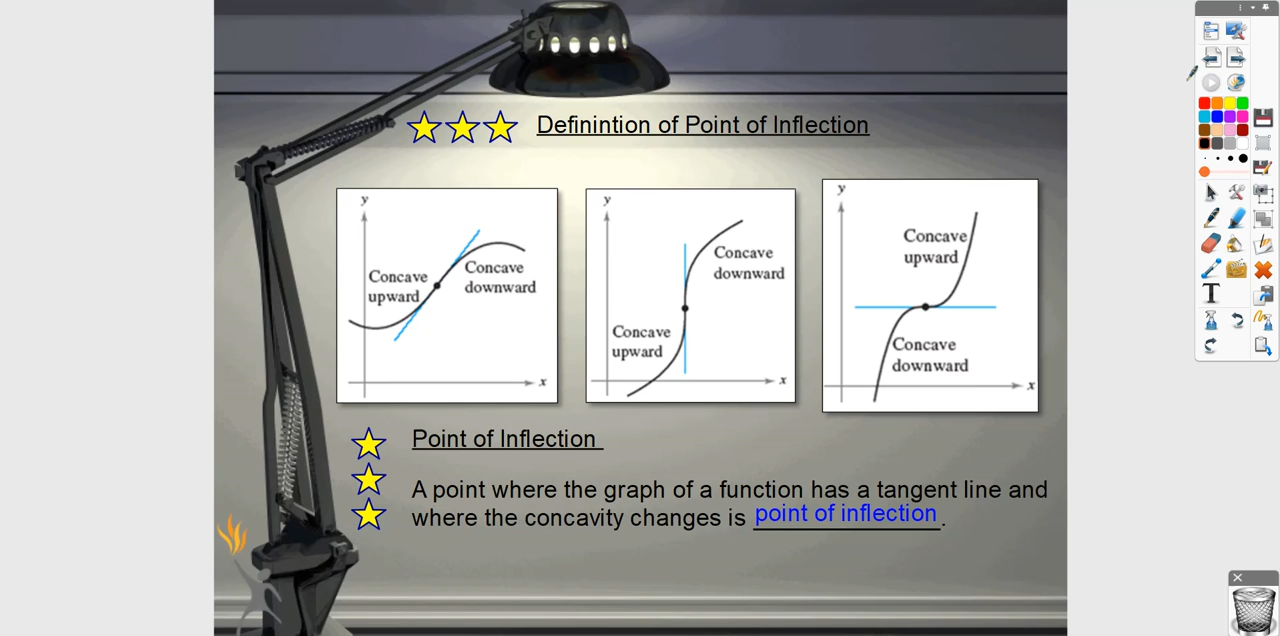 Definintion of Point of Inflection
y
Concave
upward
Concave
downward
x
y
Concave
downward
Concave
upward
x
y
Concave
upward
Concave
downward
x
Point of Inflection
A point where the graph of a function has a tangent line and
where the concavity changes is point of inflection.
T